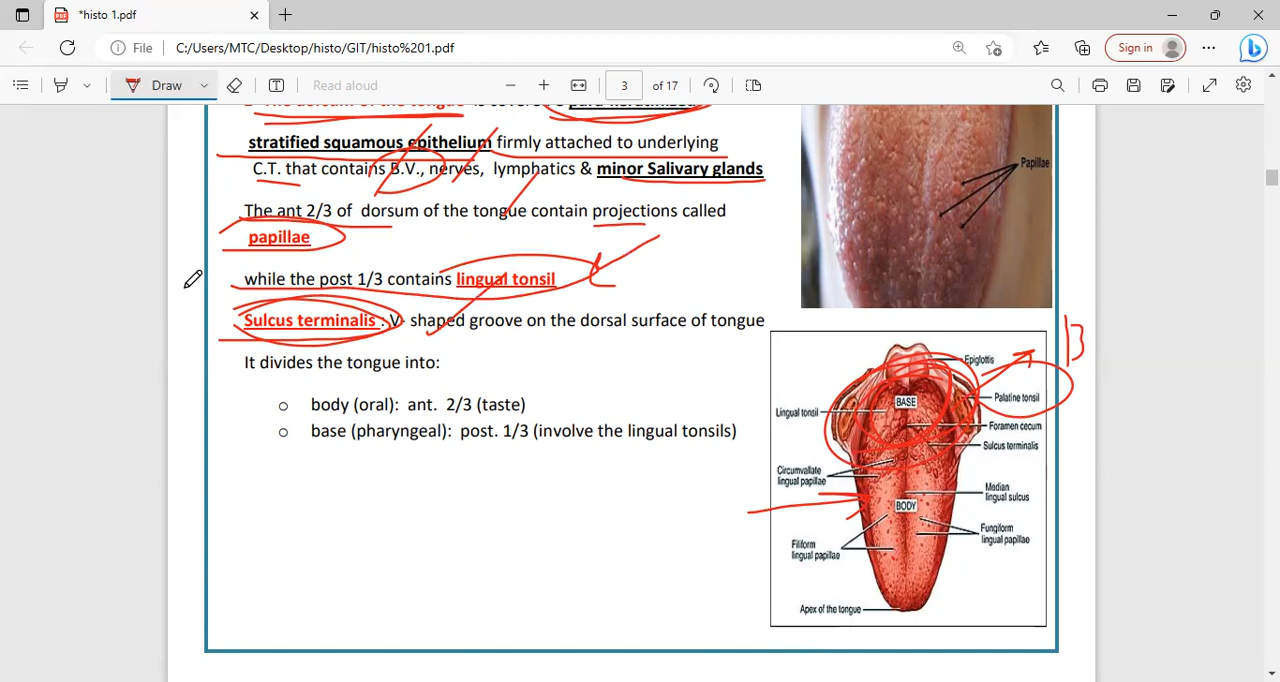 *histo 1.pdf
File C:/Users/MTC/Desktop/histo/GIT/histo%201.pdf
Sign in
Draw
Read aloud
3 of 17
stratified squamous epithelium firmly attached to underlying
C.T. that contains B.V., nerves, lymphatics & minor Salivary glands
The ant 2/3 of dorsum of the tongue contain projections called
papillae
while the post 1/3 contains lingual tonsil
Sulcus terminalis : V- shaped groove on the dorsal surface of tongue
It divides the tongue into:
o body (oral): ant. 2/3 (taste)
o base (pharyngeal): post. 1/3 (involve the lingual tonsils)
Papillae
Epiglottis
BASE
Palatine tonsil
Lingual tonsil
Foramen cecum
Sulcus terminalis
Circumvallate
lingual papillae
Median
lingual sulcus
BODY
Fungiform
lingual papillae
Filiform
lingual papillae
Apex of the tongue